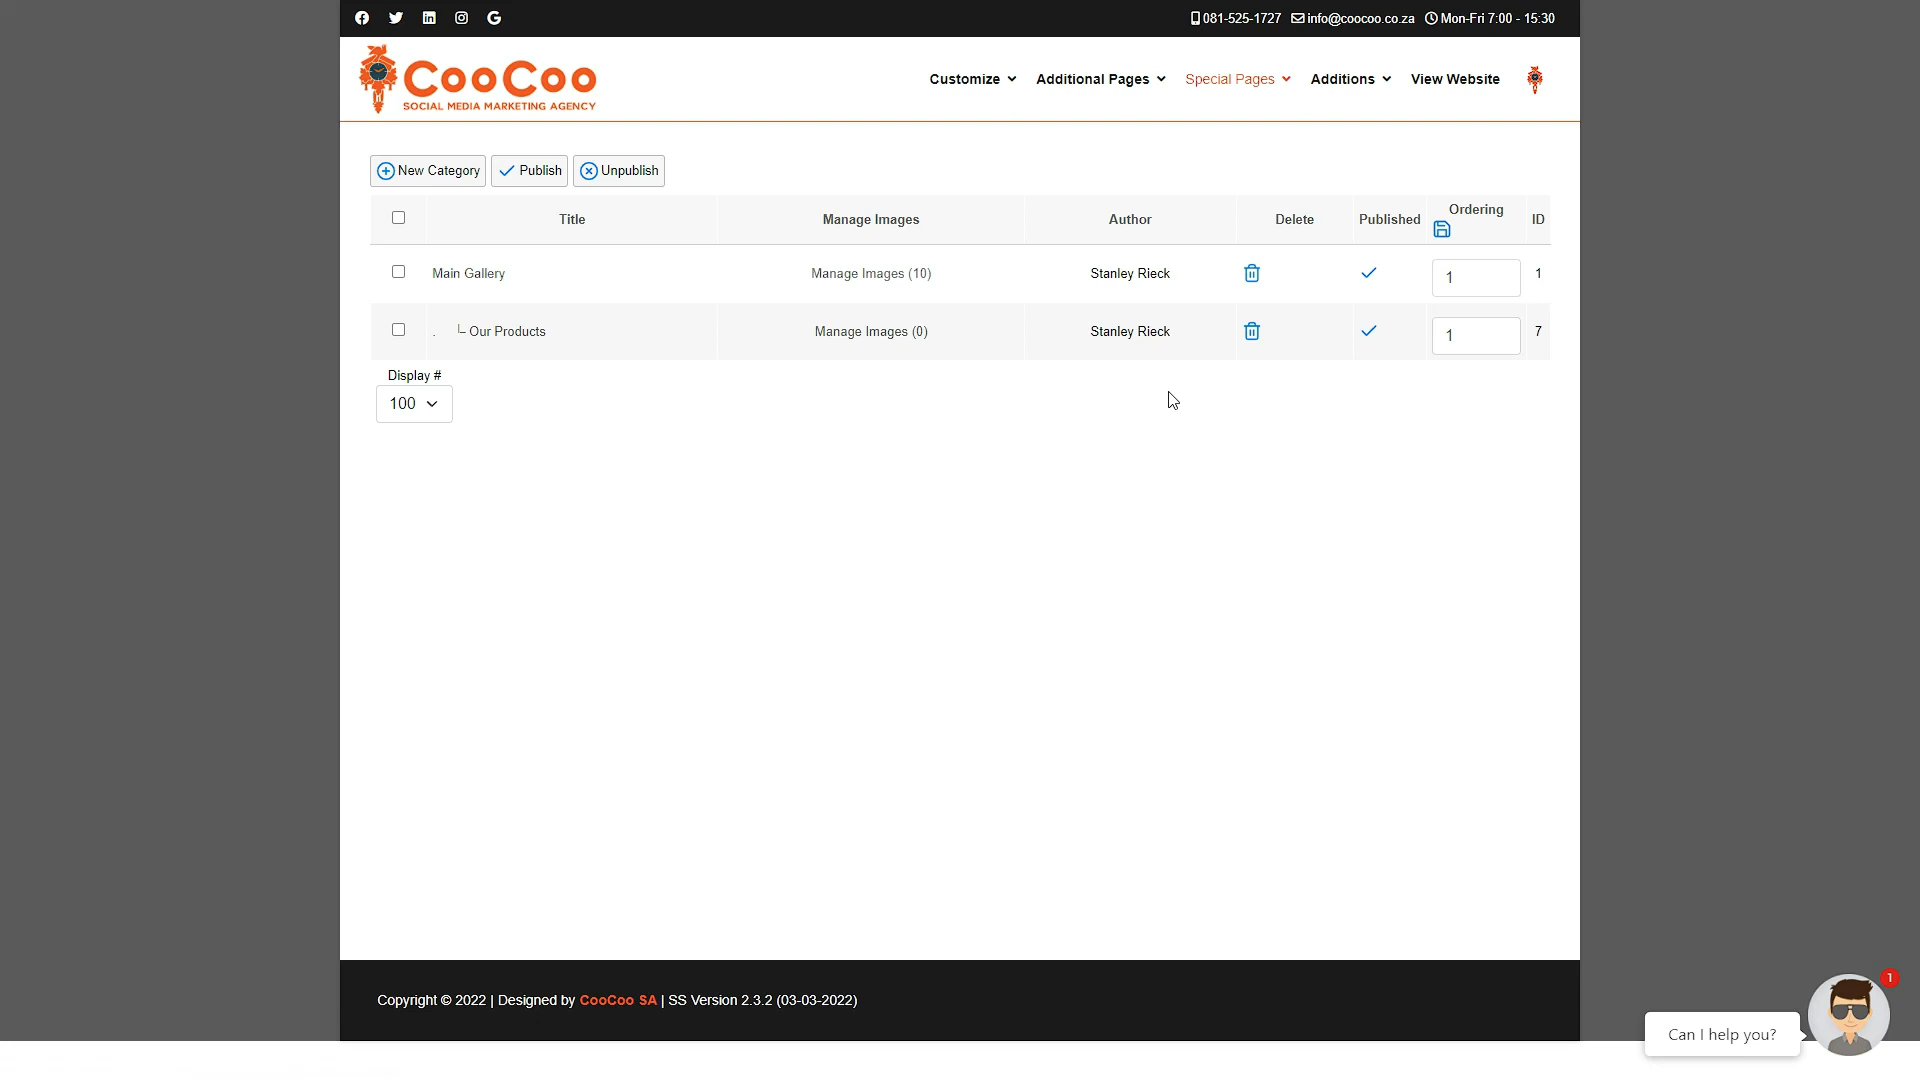 081-525-1727 info@coocoo.co.za Mon-Fri 7:00 - 15:30
CooCoo
SOCIAL MEDIA MARKETING AGENCY
Customize Additional Pages Special Pages Additions View Website
New Category Publish Unpublish
Title Manage Images Author Delete Published Ordering ID
Main Gallery Manage Images (10) Stanley Rieck 1 1
. Our Products Manage Images (0) Stanley Rieck 1 7
Display #
100
Copyright © 2022 | Designed by CooCoo SA | SS Version 2.3.2 (03-03-2022)
1
Can I help you?